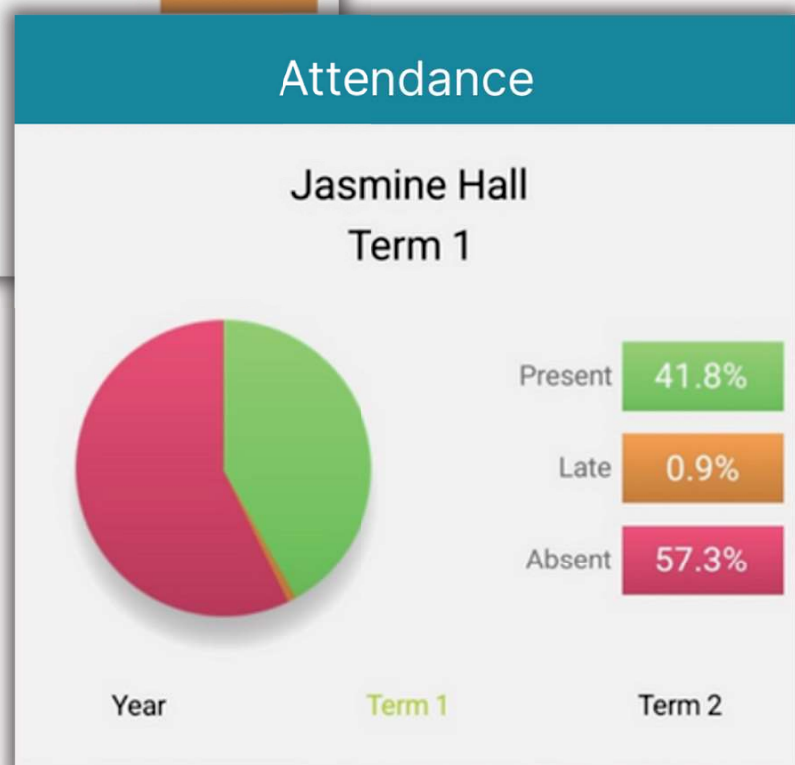 Attendance
Jasmine Hall
Term 1
Present 41.8%
Late 0.9%
Absent 57.3%
Year Term 1 Term 2